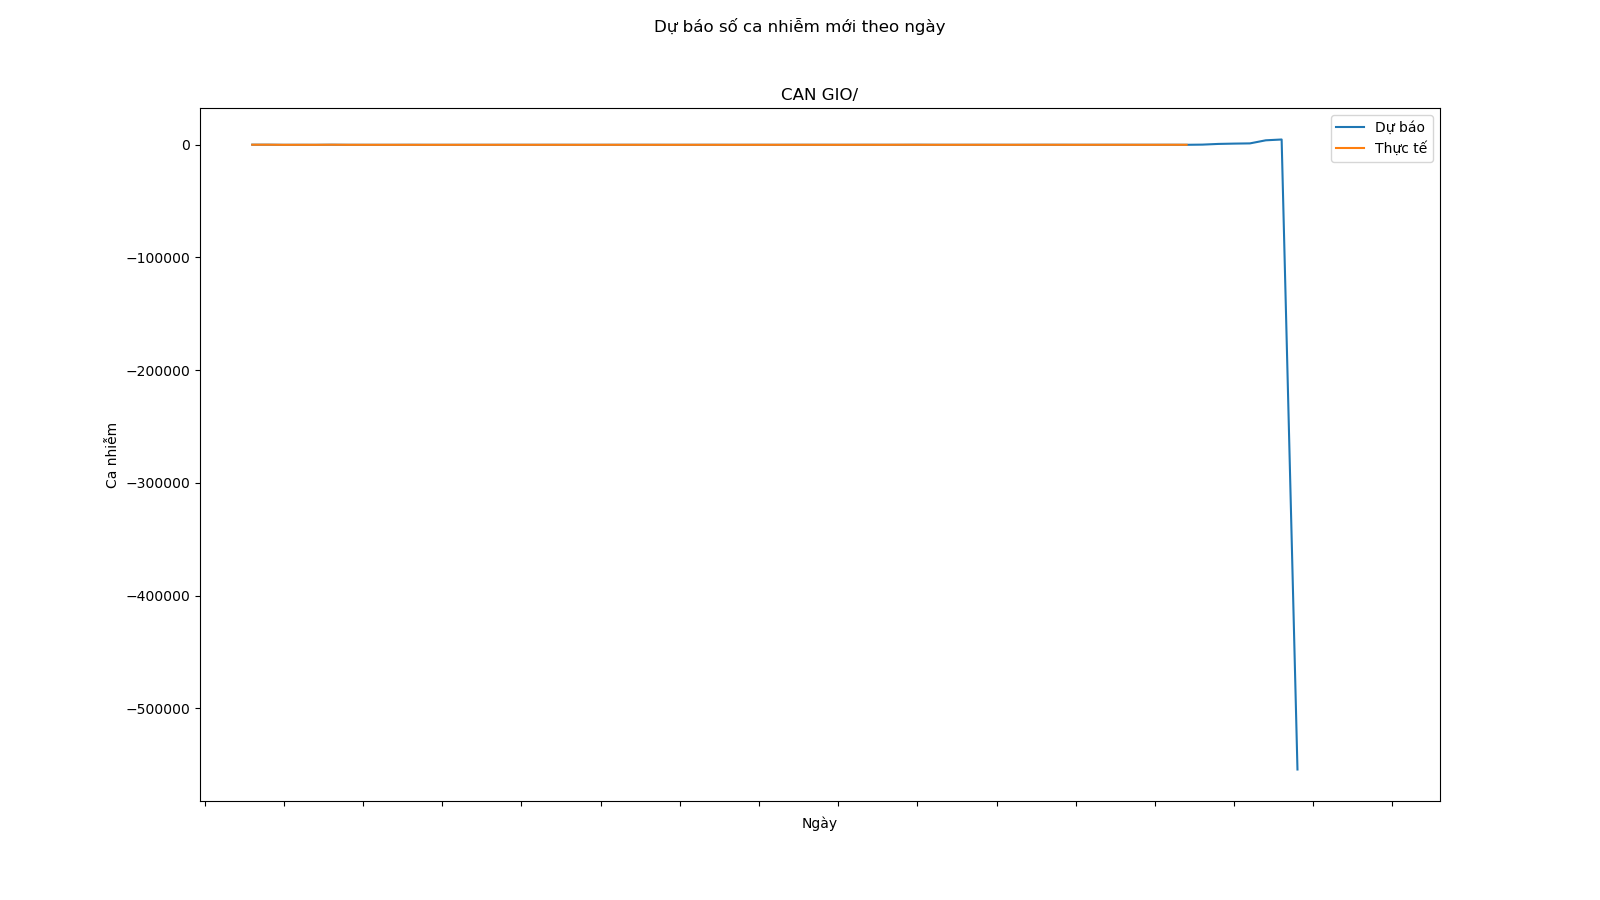 Dự báo số ca nhiễm mới theo ngày
CAN GIO/
Dự báo
Thực tế
0
−100000
−200000
−300000
−400000
−500000
Ca nhiễm
Ngày